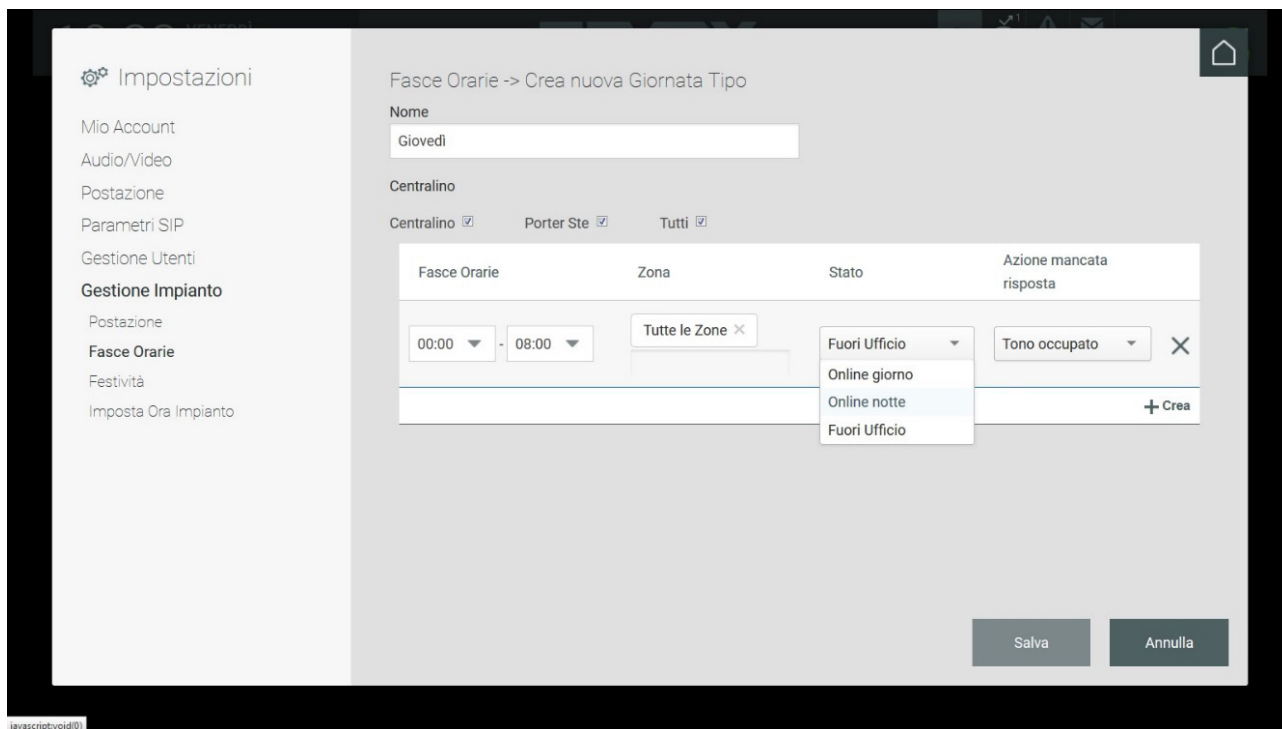 VENERDÌ
Impostazioni
Mio Account
Audio/Video
Postazione
Parametri SIP
Gestione Utenti
Gestione Impianto
Postazione
Fasce Orarie
Festività
Imposta Ora Impianto
Fasce Orarie -> Crea nuova Giornata Tipo
Nome
Giovedì
Centralino
Centralino Porter Ste Tutti
Fasce Orarie Zona Stato Azione mancata risposta
00:00 - 08:00 Tutte le Zone Fuori Ufficio Tono occupato
Online giorno
Online notte
Fuori Ufficio
Crea
Salva Annulla
javascript:void(0)